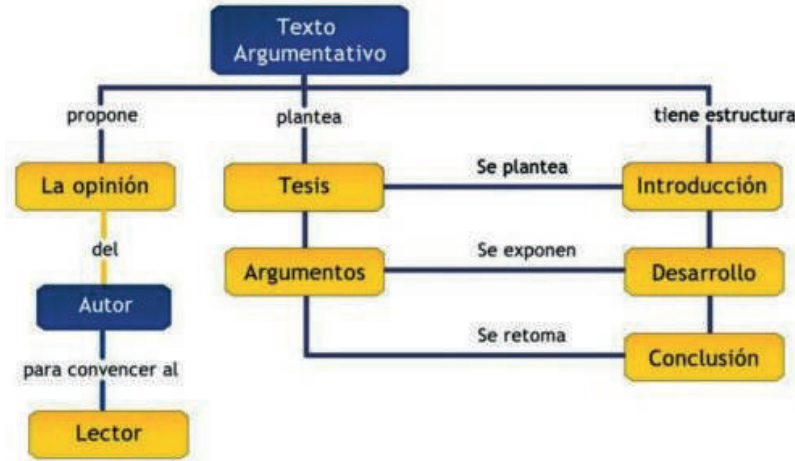 Texto
Argumentativo
propone
plantea
tiene estructura
La opinión
Tesis
Se plantea
Introducción
del
Argumentos
Se exponen
Desarrollo
Autor
Se retoma
Conclusión
para convencer al
Lector